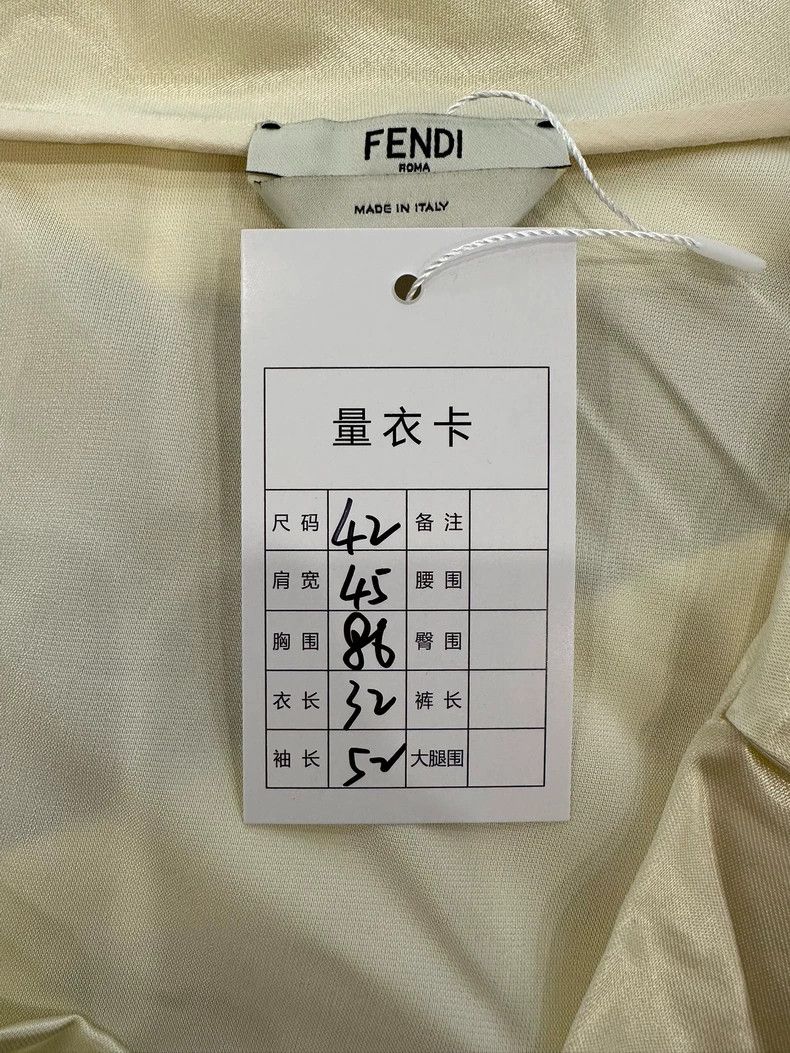 FENDI
ROMA
MADE IN ITALY
量衣卡
尺码 42 备注
肩宽 45 腰围
胸围 86 臀围
衣长 32 裤长
袖长 52 大腿围